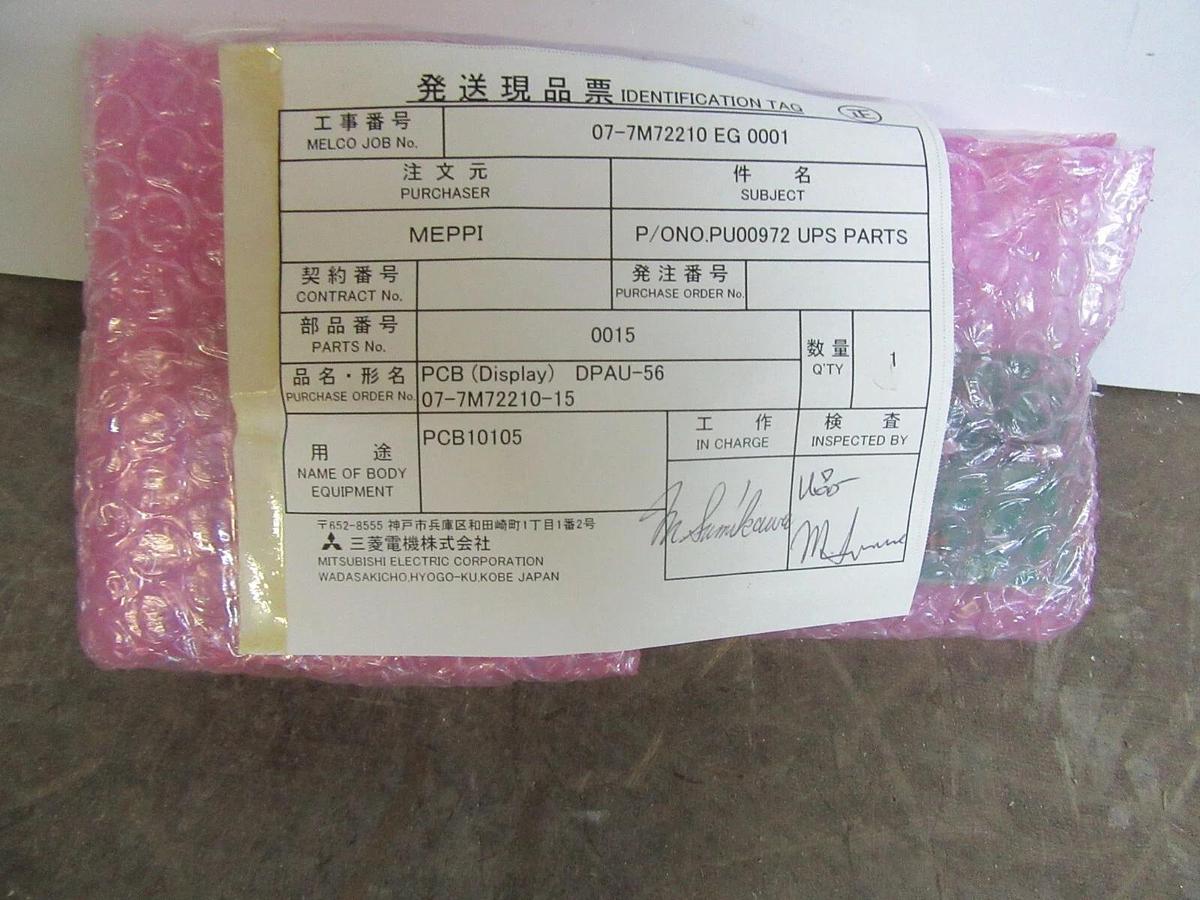 発送現品票 IDENTIFICATION TAG 正
工事番号
MELCO JOB No.
07-7M72210 EG 0001
注文元
PURCHASER
件名
SUBJECT
MEPPI
P/ONO.PU00972 UPS PARTS
契約番号
CONTRACT No.
発注番号
PURCHASE ORDER No.
部品番号
PARTS No.
0015
数量
Q'TY
1
品名・形名
PURCHASE ORDER No.
PCB (Display) DPAU-56
07-7M72210-15
用途
NAME OF BODY
EQUIPMENT
PCB10105
工作
IN CHARGE
検査
INSPECTED BY
M. Sumikawa
〒652-8555 神戸市兵庫区和田崎町1丁目1番2号
三菱電機株式会社
MITSUBISHI ELECTRIC CORPORATION
WADASAKICHO,HYOGO-KU,KOBE JAPAN